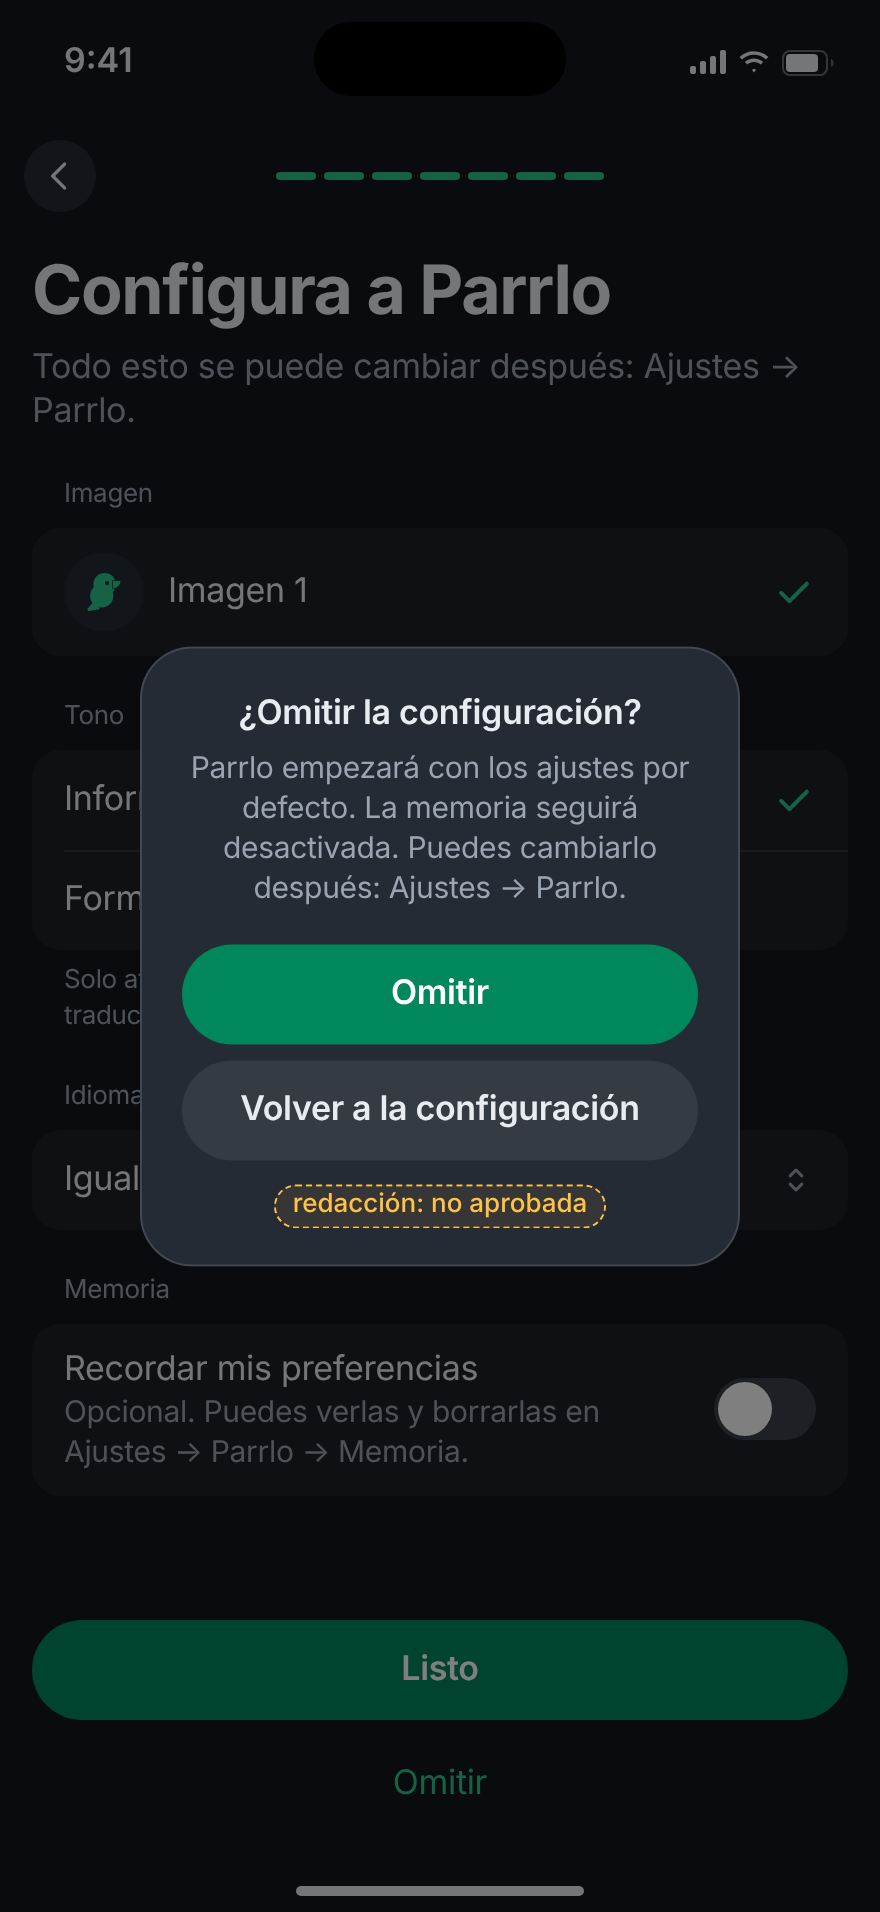 9:41
Configura a Parrlo
Todo esto se puede cambiar después: Ajustes →
Parrlo.
Imagen
Imagen 1
Tono
¿Omitir la configuración?
Parrlo empezará con los ajustes por
defecto. La memoria seguirá
desactivada. Puedes cambiarlo
después: Ajustes → Parrlo.
Omitir
Volver a la configuración
redacción: no aprobada
Solo
Idioma
Igual
Memoria
Recordar mis preferencias
Opcional. Puedes verlas y borrarlas en
Ajustes → Parrlo → Memoria.
Listo
Omitir